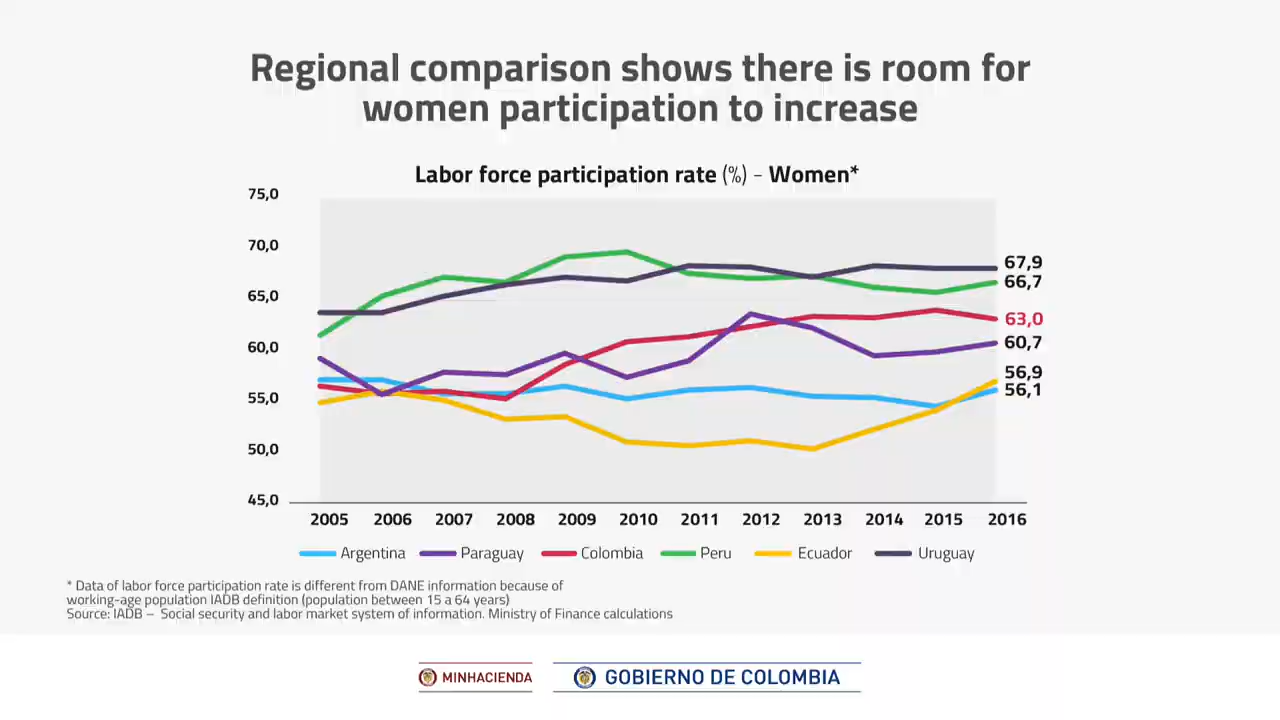 Regional comparison shows there is room for
women participation to increase
Labor force participation rate (%) - Women*
75,0
70,0
65,0
60,0
55,0
50,0
45,0
67,9
66,7
63,0
60,7
56,9
56,1
2005 2006 2007 2008 2009 2010 2011 2012 2013 2014 2015 2016
Argentina Paraguay Colombia Peru Ecuador Uruguay
* Data of labor force participation rate is different from DANE information because of
working-age population IADB definition (population between 15 a 64 years)
Source: IADB – Social security and labor market system of information. Ministry of Finance calculations
MINHACIENDA GOBIERNO DE COLOMBIA